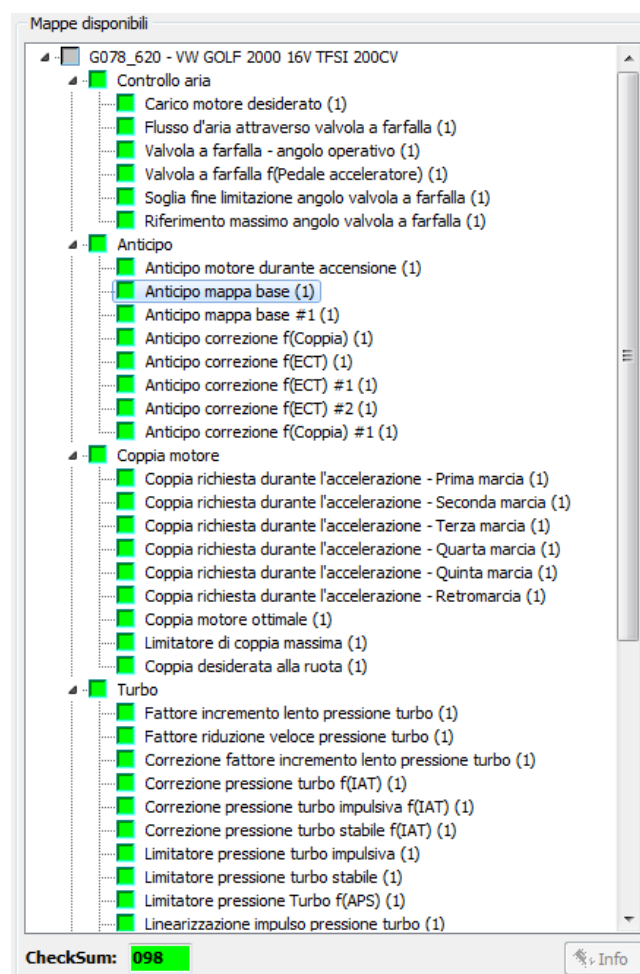 Mappe disponibili
G078_620 - VW GOLF 2000 16V TFSI 200CV
Controllo aria
Carico motore desiderato (1)
Flusso d'aria attraverso valvola a farfalla (1)
Valvola a farfalla - angolo operativo (1)
Valvola a farfalla f(Pedale acceleratore) (1)
Soglia fine limitazione angolo valvola a farfalla (1)
Riferimento massimo angolo valvola a farfalla (1)
Anticipo
Anticipo motore durante accensione (1)
Anticipo mappa base (1)
Anticipo mappa base #1 (1)
Anticipo correzione f(Coppia) (1)
Anticipo correzione f(ECT) (1)
Anticipo correzione f(ECT) #1 (1)
Anticipo correzione f(ECT) #2 (1)
Anticipo correzione f(Coppia) #1 (1)
Coppia motore
Coppia richiesta durante l'accelerazione - Prima marcia (1)
Coppia richiesta durante l'accelerazione - Seconda marcia (1)
Coppia richiesta durante l'accelerazione - Terza marcia (1)
Coppia richiesta durante l'accelerazione - Quarta marcia (1)
Coppia richiesta durante l'accelerazione - Quinta marcia (1)
Coppia richiesta durante l'accelerazione - Retromarcia (1)
Coppia motore ottimale (1)
Limitatore di coppia massima (1)
Coppia desiderata alla ruota (1)
Turbo
Fattore incremento lento pressione turbo (1)
Fattore riduzione veloce pressione turbo (1)
Correzione fattore incremento lento pressione turbo (1)
Correzione pressione turbo f(IAT) (1)
Correzione pressione turbo impulsiva f(IAT) (1)
Correzione pressione turbo stabile f(IAT) (1)
Limitatore pressione turbo impulsiva (1)
Limitatore pressione turbo stabile (1)
Limitatore pressione Turbo f(APS) (1)
Linearizzazione impulso pressione turbo (1)
CheckSum: 098
Info